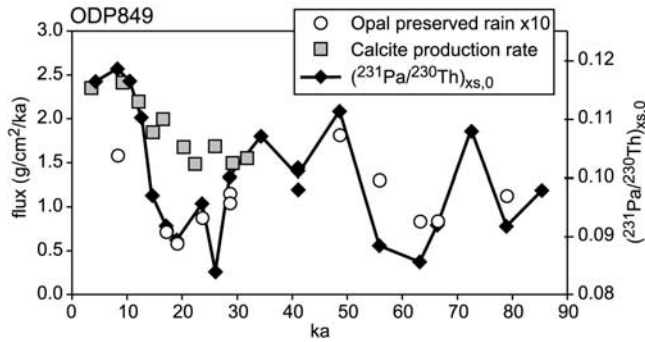 ODP849
Opal preserved rain x10
Calcite production rate
(²³¹Pa/²³⁰Th)xs,0
flux (g/cm²/ka)
3.0
2.5
2.0
1.5
1.0
0.5
0.0
0.12
0.11
0.10
0.09
0.08
(²³¹Pa/²³⁰Th)xs,0
0 10 20 30 40 50 60 70 80 90
ka